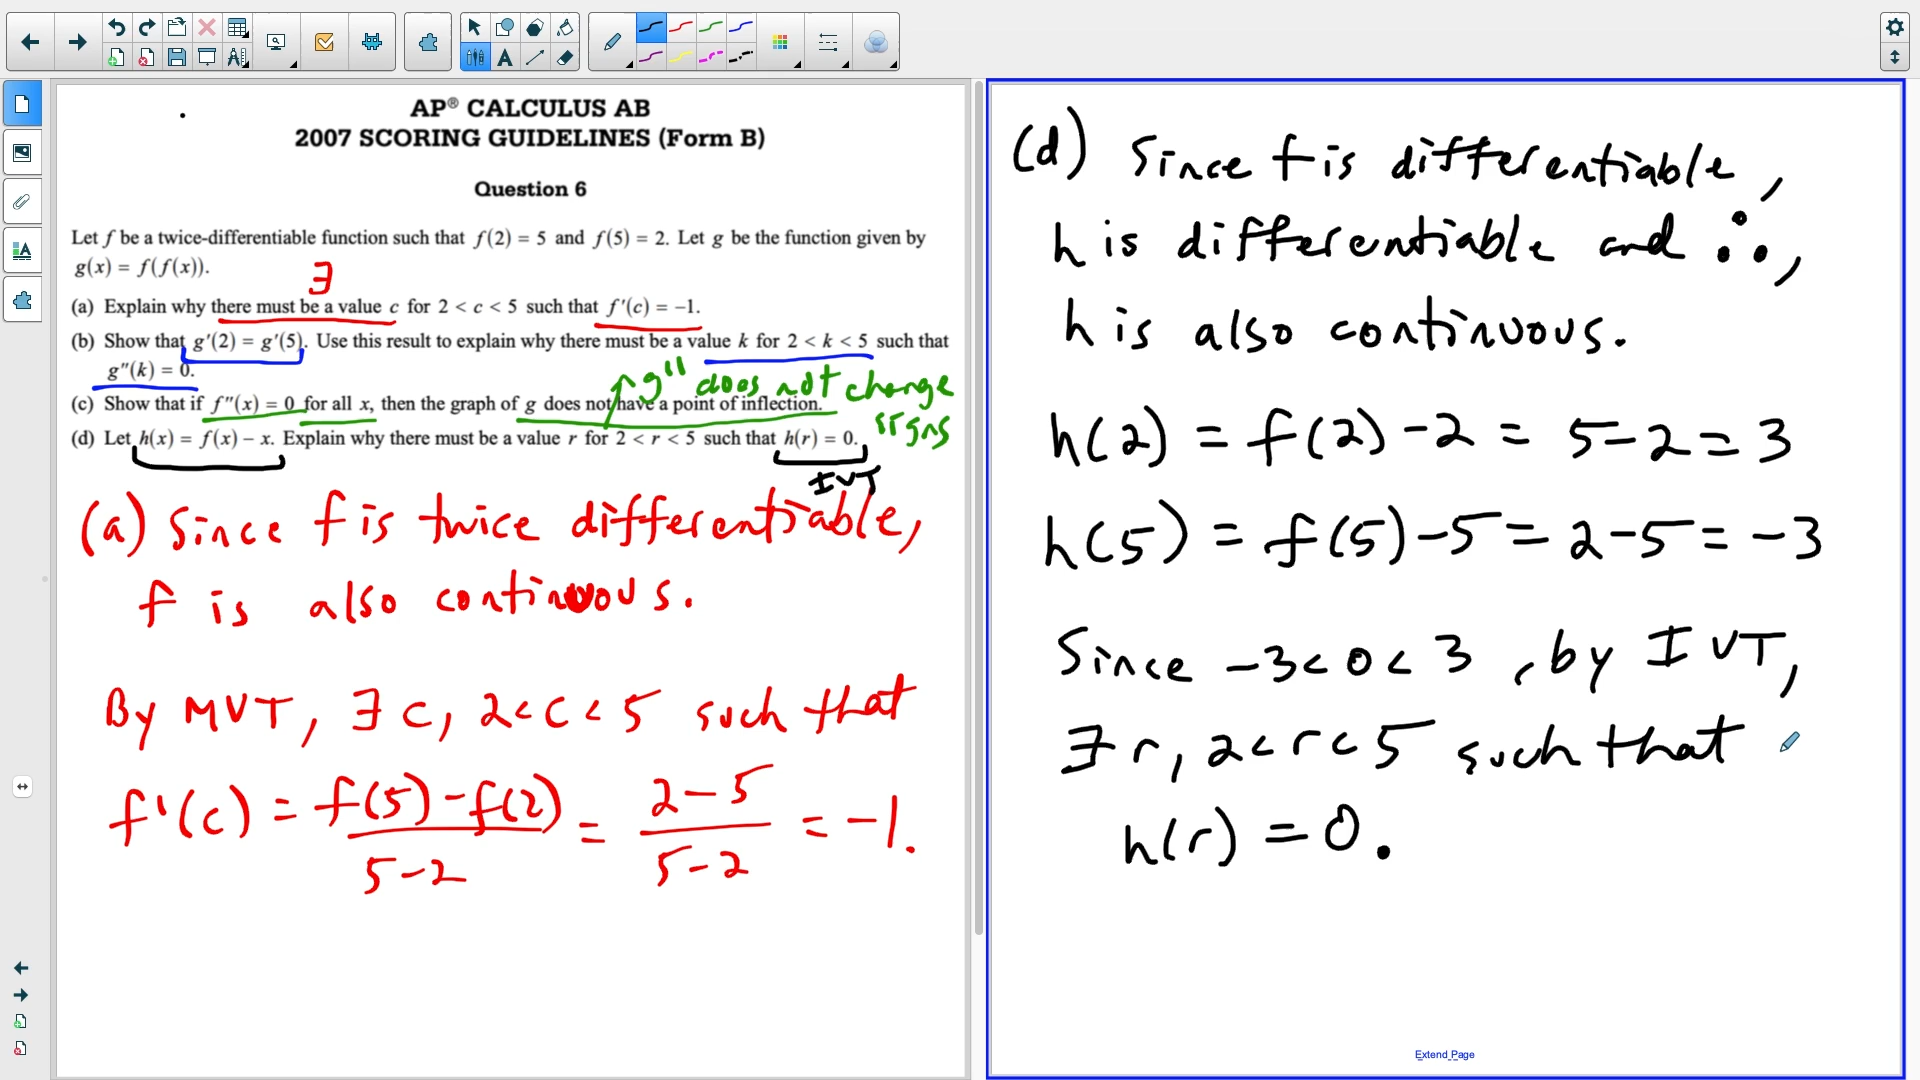 AP® CALCULUS AB
2007 SCORING GUIDELINES (Form B)
Question 6
Let f be a twice-differentiable function such that f(2) = 5 and f(5) = 2. Let g be the function given by
g(x) = f(f(x)).
∃
(a) Explain why there must be a value c for 2 < c < 5 such that f′(c) = −1.
(b) Show that g′(2) = g′(5). Use this result to explain why there must be a value k for 2 < k < 5 such that
g″(k) = 0.
g″ does not change
signs
(c) Show that if f″(x) = 0 for all x, then the graph of g does not have a point of inflection.
(d) Let h(x) = f(x) − x. Explain why there must be a value r for 2 < r < 5 such that h(r) = 0.
IVT
(a) Since f is twice differentiable,
f is also continuous.
By MVT, ∃ c, 2 < c < 5 such that
f'(c) = f(5) - f(2) / 5 - 2 = 2 - 5 / 5 - 2 = -1.
(d) Since f is differentiable,
h is differentiable and ∴,
h is also continuous.
h(2) = f(2) - 2 = 5 - 2 = 3
h(5) = f(5) - 5 = 2 - 5 = -3
Since -3 < 0 < 3, by IVT,
∃ r, 2 < r < 5 such that
h(r) = 0.
Extend_Page